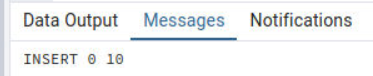 Data Output Messages Notifications
INSERT 0 10